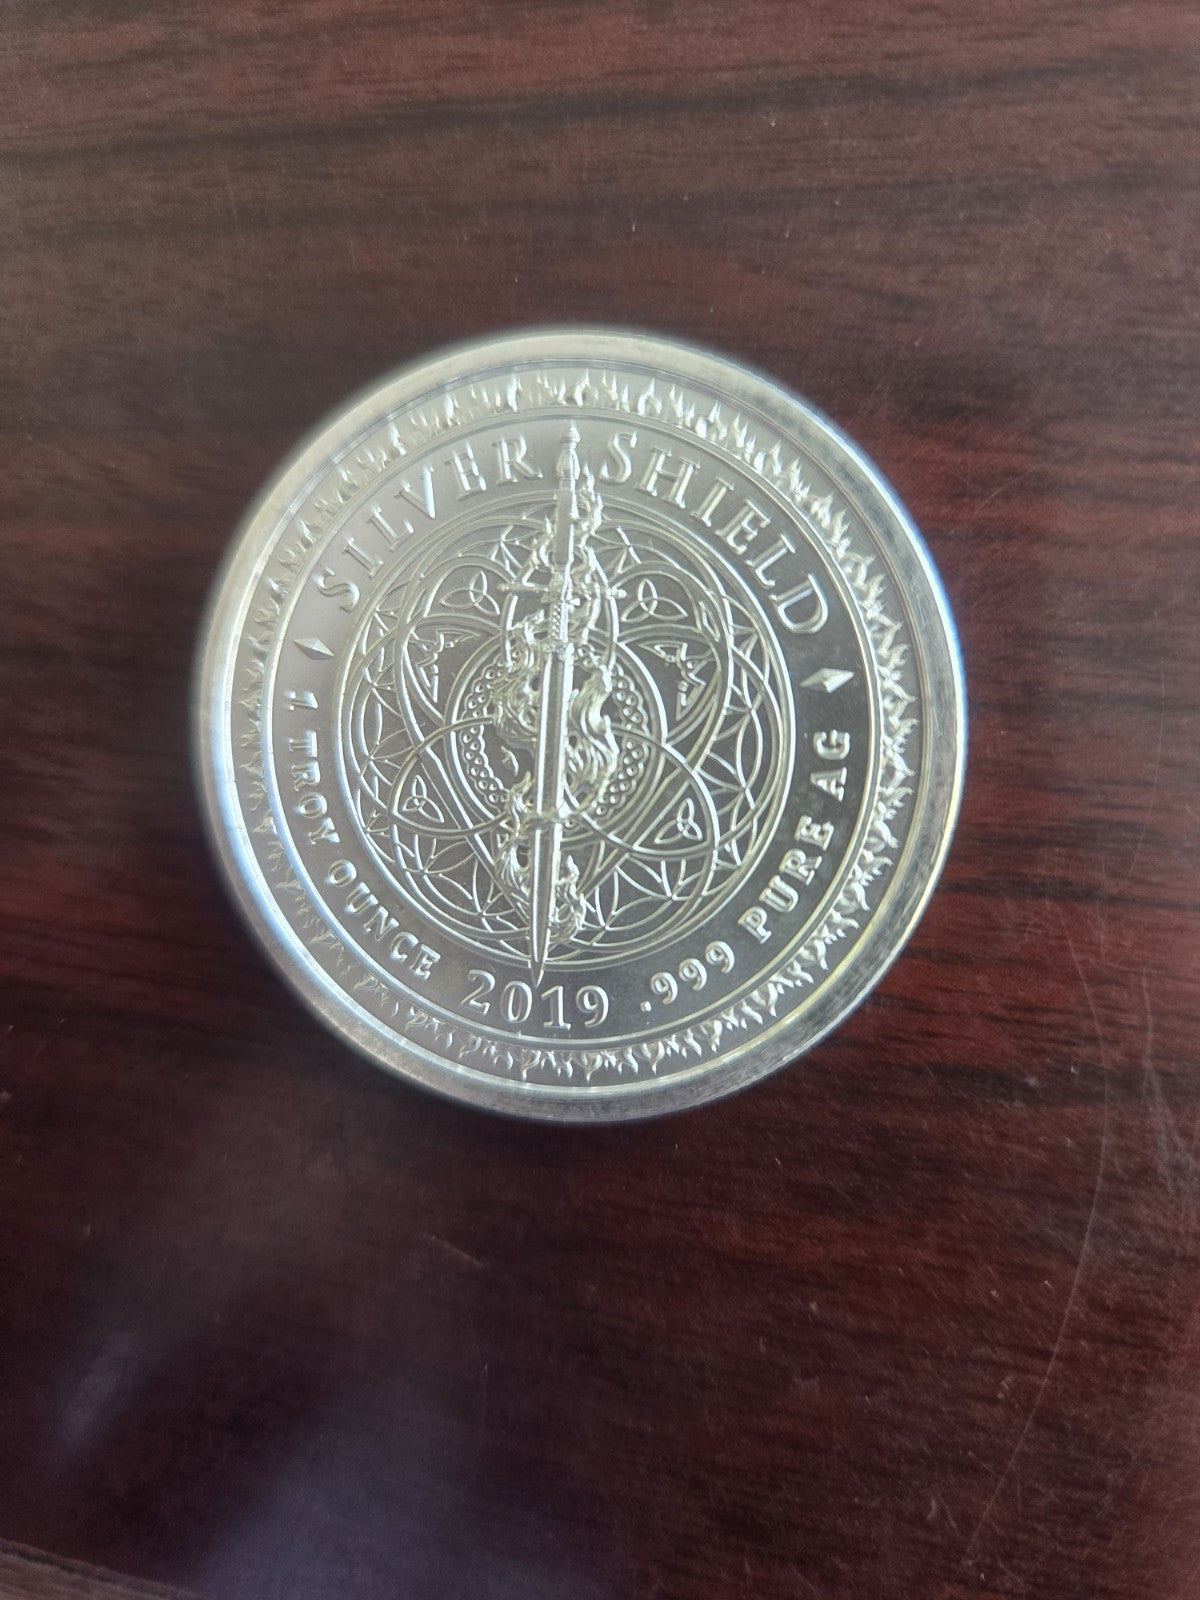 SILVER SHIELD
1 TROY OUNCE 2019 .999 PURE AG